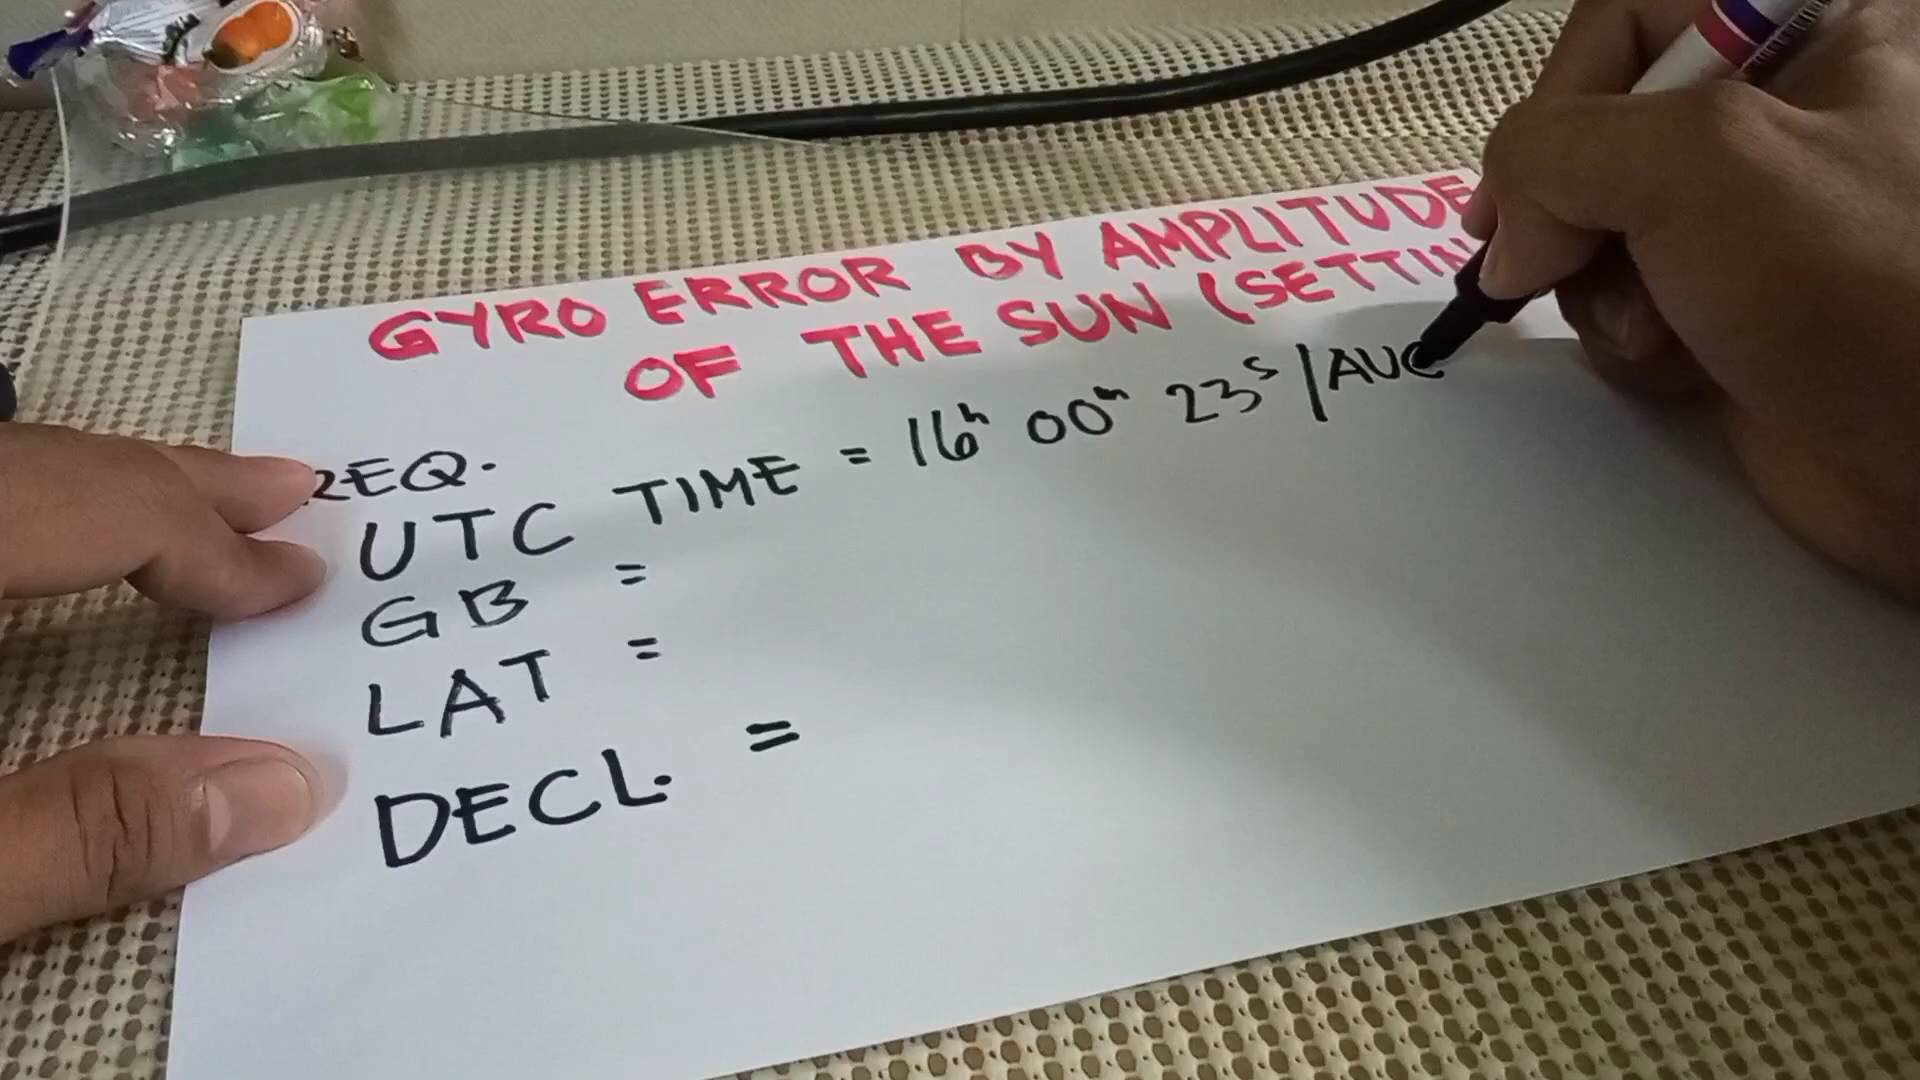 GYRO ERROR BY AMPLITUDE
OF THE SUN (SETTIN
REQ.
UTC TIME = 16h 00m 23s / AUG
GB =
LAT =
DECL. =